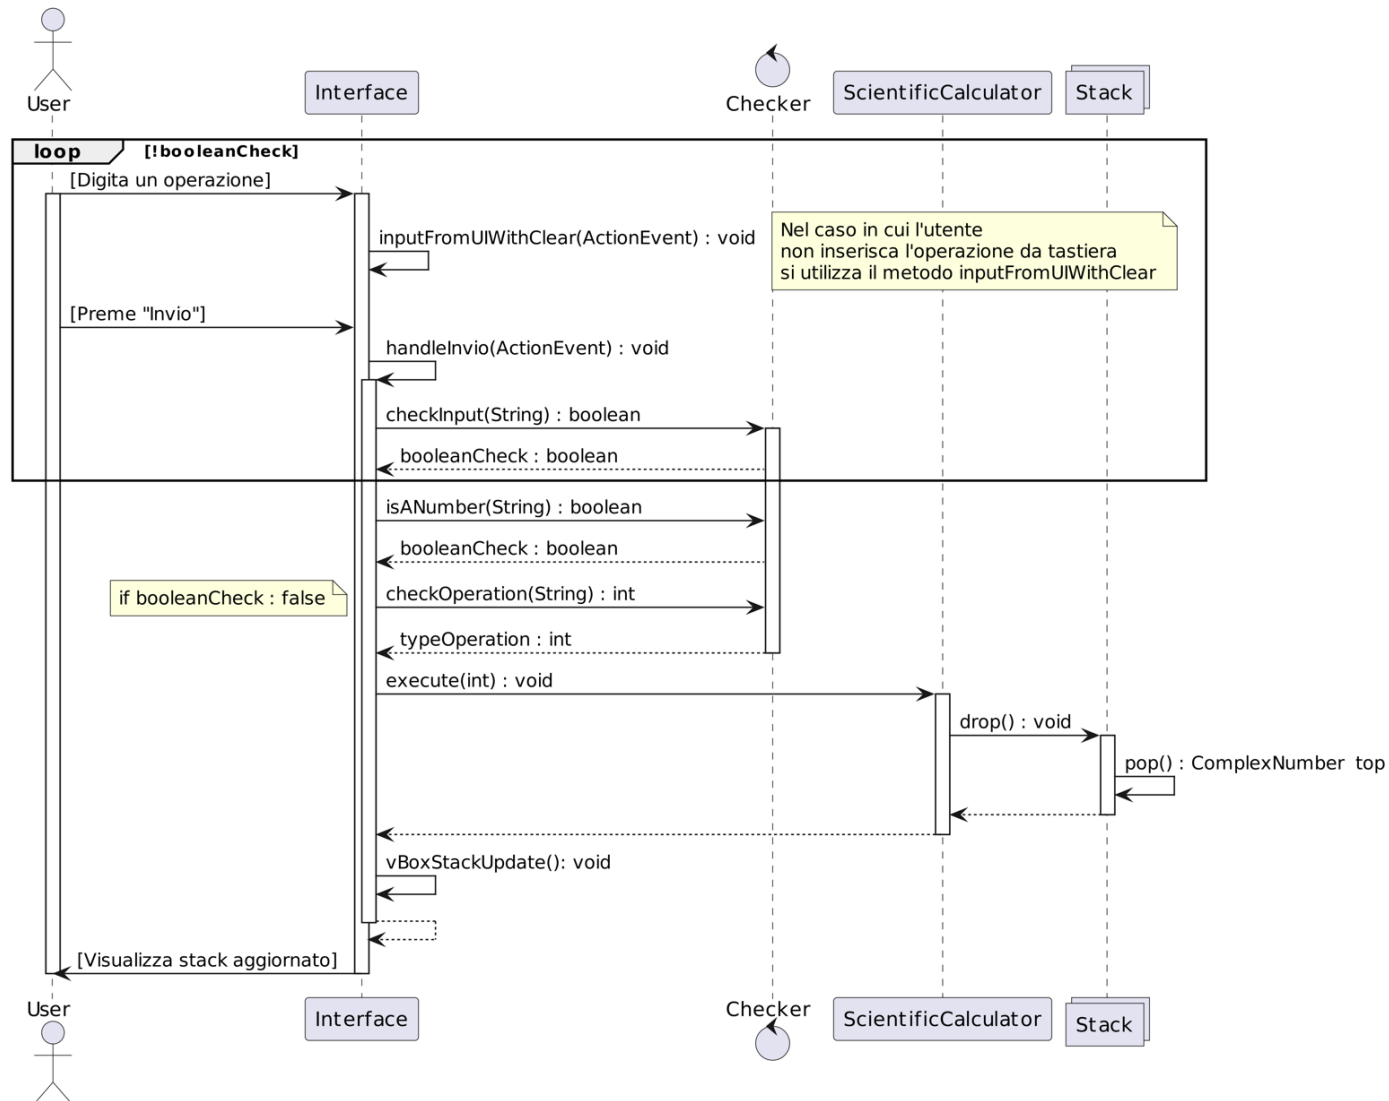 User
Interface
Checker
ScientificCalculator
Stack
loop [!booleanCheck]
[Digita un operazione]
inputFromUIWithClear(ActionEvent) : void
Nel caso in cui l'utente
non inserisca l'operazione da tastiera
si utilizza il metodo inputFromUIWithClear
[Preme "Invio"]
handleInvio(ActionEvent) : void
checkInput(String) : boolean
booleanCheck : boolean
isANumber(String) : boolean
booleanCheck : boolean
if booleanCheck : false
checkOperation(String) : int
typeOperation : int
execute(int) : void
drop() : void
pop() : ComplexNumber top
vBoxStackUpdate(): void
[Visualizza stack aggiornato]
User
Interface
Checker
ScientificCalculator
Stack